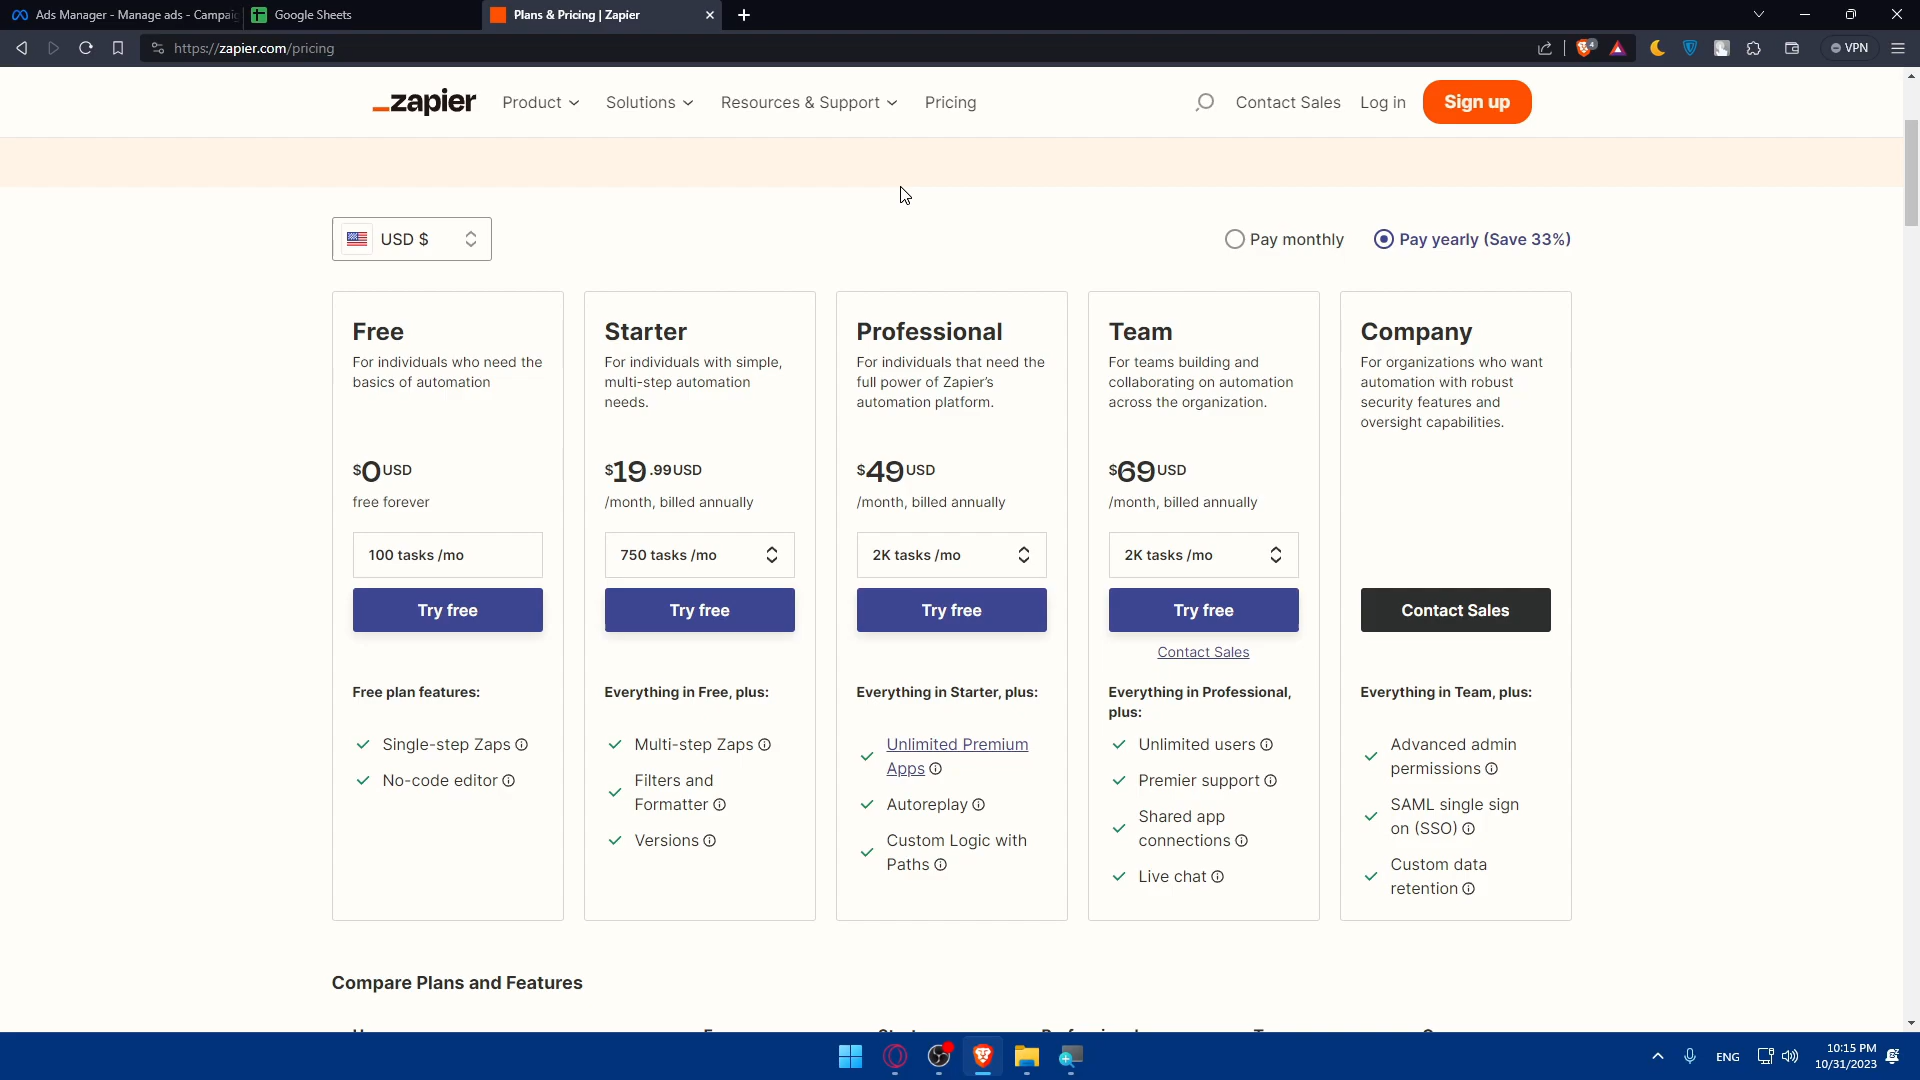 Ads Manager - Manage ads - Campaig
Google Sheets
Plans & Pricing | Zapier
https://zapier.com/pricing
4
VPN
zapier
Product
Solutions
Resources & Support
Pricing
Contact Sales
Log in
Sign up
USD $
Pay monthly
Pay yearly (Save 33%)
Free
For individuals who need the
basics of automation
$0USD
free forever
100 tasks /mo
Try free
Free plan features:
Single-step Zaps
No-code editor
Starter
For individuals with simple,
multi-step automation
needs.
$19.99USD
/month, billed annually
750 tasks /mo
Try free
Everything in Free, plus:
Multi-step Zaps
Filters and
Formatter
Versions
Professional
For individuals that need the
full power of Zapier's
automation platform.
$49USD
/month, billed annually
2K tasks /mo
Try free
Everything in Starter, plus:
Unlimited Premium
Apps
Autoreplay
Custom Logic with
Paths
Team
For teams building and
collaborating on automation
across the organization.
$69USD
/month, billed annually
2K tasks /mo
Try free
Contact Sales
Everything in Professional,
plus:
Unlimited users
Premier support
Shared app
connections
Live chat
Company
For organizations who want
automation with robust
security features and
oversight capabilities.
Contact Sales
Everything in Team, plus:
Advanced admin
permissions
SAML single sign
on (SSO)
Custom data
retention
Compare Plans and Features
ENG
10:15 PM
10/31/2023